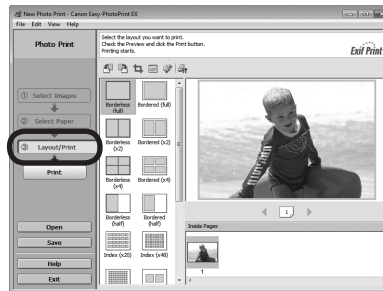 New Photo Print - Canon Easy-PhotoPrint EX
File Edit View Help
Photo Print
Select the layout you want to print.
Check the Preview and click the Print button.
Printing starts.
Exif Print
① Select Images
② Select Paper
③ Layout/Print
Print
Open
Save
Help
Exit
Borderless (full)
Bordered (full)
Borderless (x2)
Bordered (x2)
Borderless (x4)
Bordered (x4)
Borderless (half)
Bordered (half)
Index (x20)
Index (x80)
1
Inside Pages
1